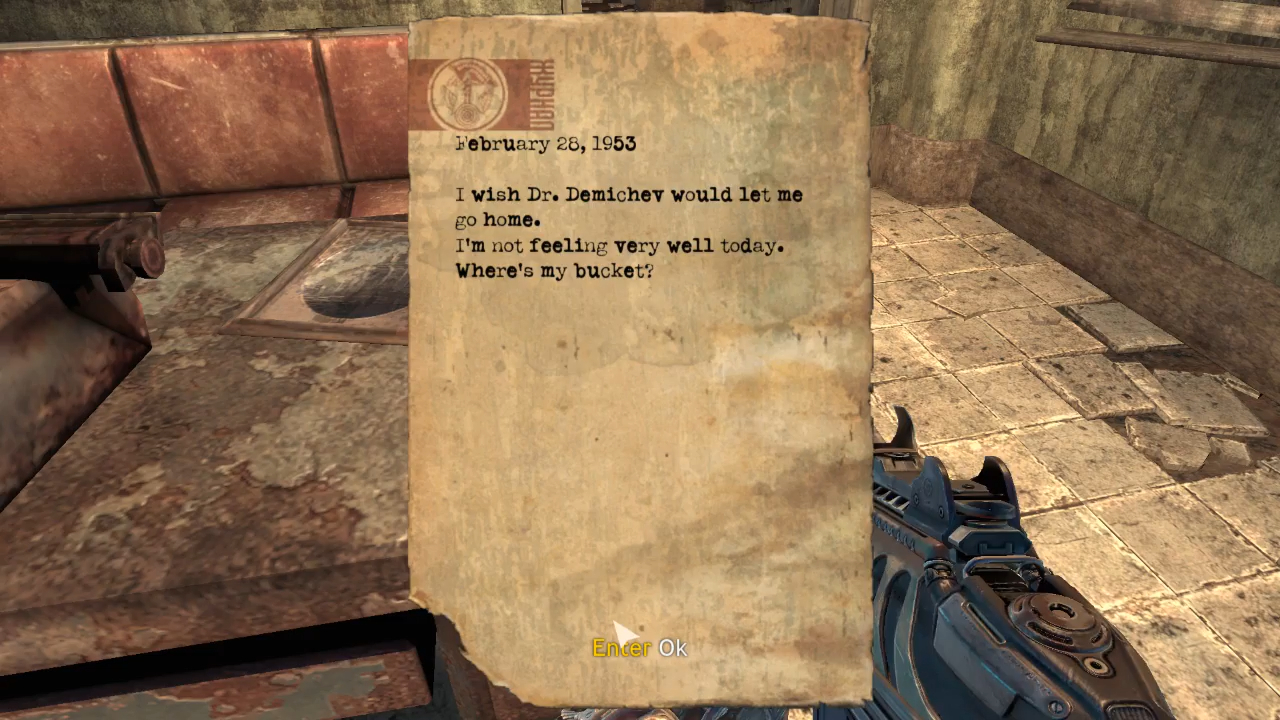 журнал
February 28, 1953
I wish Dr. Demichev would let me
go home.
I'm not feeling very well today.
Where's my bucket?
Enter Ok